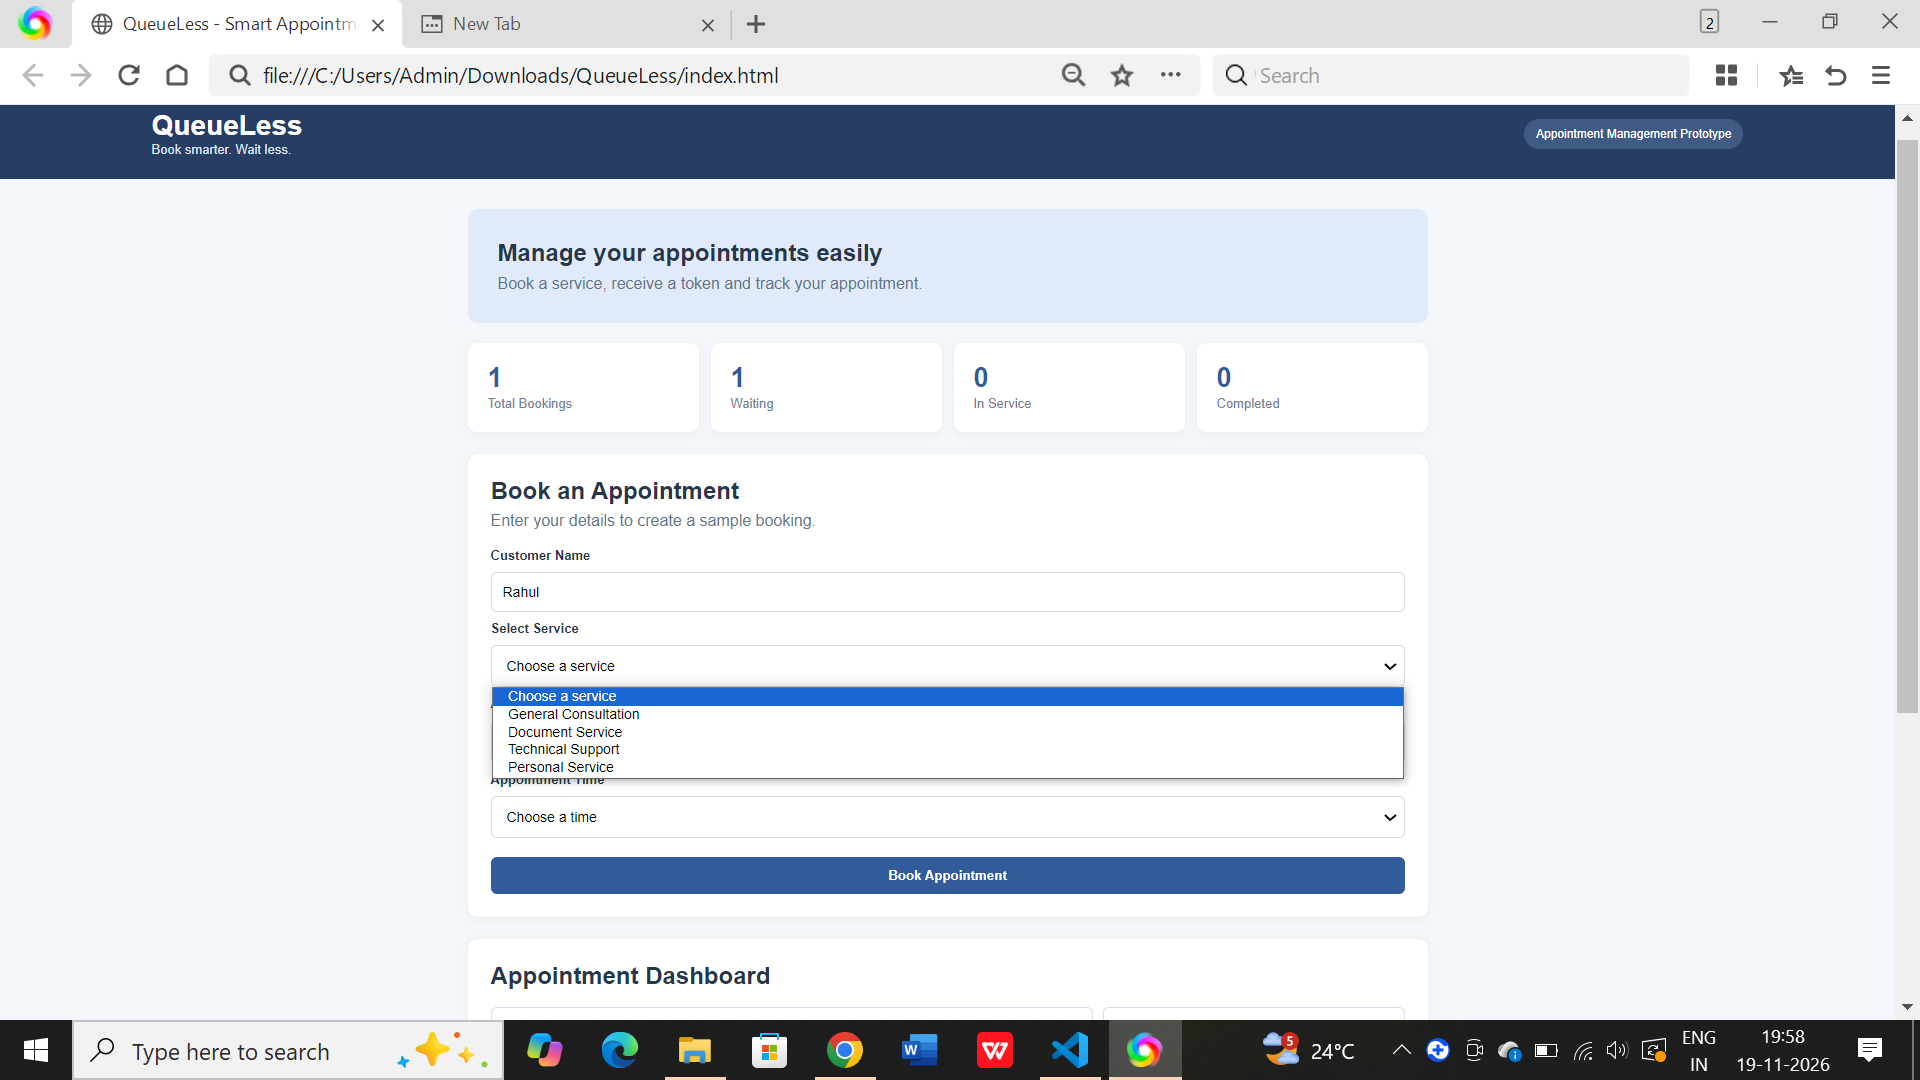 QueueLess - Smart Appointm
New Tab
2
file:///C:/Users/Admin/Downloads/QueueLess/index.html
Search
QueueLess
Book smarter. Wait less.
Appointment Management Prototype
Manage your appointments easily
Book a service, receive a token and track your appointment.
1
Total Bookings
1
Waiting
0
In Service
0
Completed
Book an Appointment
Enter your details to create a sample booking.
Customer Name
Rahul
Select Service
Choose a service
Choose a service
General Consultation
Document Service
Technical Support
Personal Service
Appointment Time
Choose a time
Book Appointment
Appointment Dashboard
Type here to search
W
W
5
24°C
ENG
IN
19:58
19-11-2026